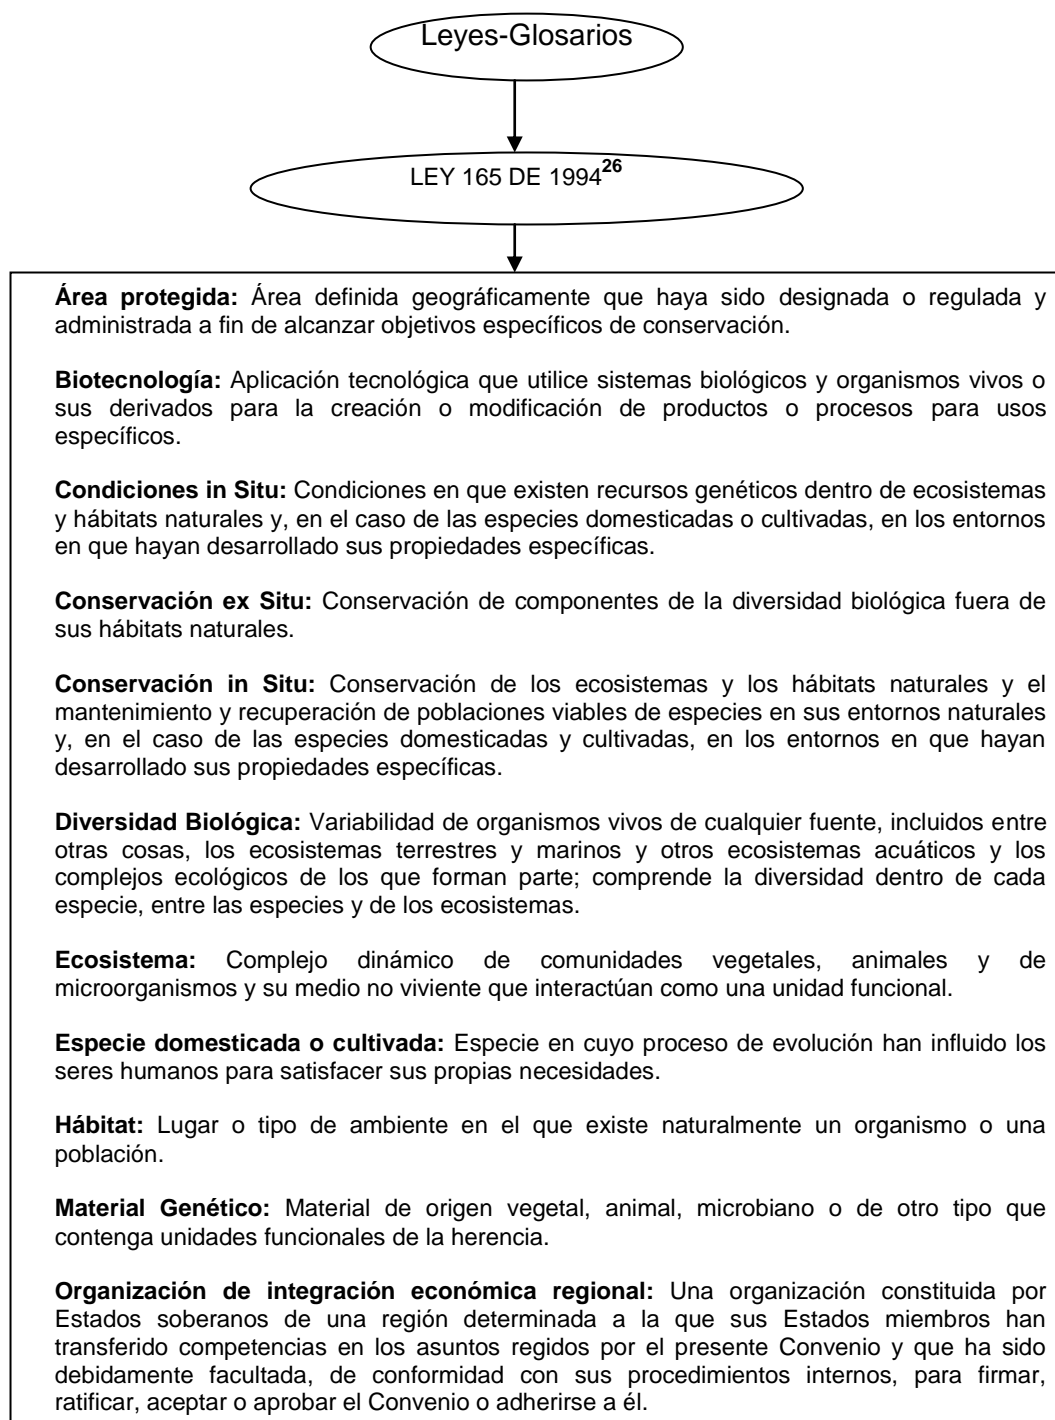 Leyes-Glosarios
LEY 165 DE 1994²⁶
Área protegida: Área definida geográficamente que haya sido designada o regulada y
administrada a fin de alcanzar objetivos específicos de conservación.
Biotecnología: Aplicación tecnológica que utilice sistemas biológicos y organismos vivos o
sus derivados para la creación o modificación de productos o procesos para usos
específicos.
Condiciones in Situ: Condiciones en que existen recursos genéticos dentro de ecosistemas
y hábitats naturales y, en el caso de las especies domesticadas o cultivadas, en los entornos
en que hayan desarrollado sus propiedades específicas.
Conservación ex Situ: Conservación de componentes de la diversidad biológica fuera de
sus hábitats naturales.
Conservación in Situ: Conservación de los ecosistemas y los hábitats naturales y el
mantenimiento y recuperación de poblaciones viables de especies en sus entornos naturales
y, en el caso de las especies domesticadas y cultivadas, en los entornos en que hayan
desarrollado sus propiedades específicas.
Diversidad Biológica: Variabilidad de organismos vivos de cualquier fuente, incluidos entre
otras cosas, los ecosistemas terrestres y marinos y otros ecosistemas acuáticos y los
complejos ecológicos de los que forman parte; comprende la diversidad dentro de cada
especie, entre las especies y de los ecosistemas.
Ecosistema: Complejo dinámico de comunidades vegetales, animales y de
microorganismos y su medio no viviente que interactúan como una unidad funcional.
Especie domesticada o cultivada: Especie en cuyo proceso de evolución han influido los
seres humanos para satisfacer sus propias necesidades.
Hábitat: Lugar o tipo de ambiente en el que existe naturalmente un organismo o una
población.
Material Genético: Material de origen vegetal, animal, microbiano o de otro tipo que
contenga unidades funcionales de la herencia.
Organización de integración económica regional: Una organización constituida por
Estados soberanos de una región determinada a la que sus Estados miembros han
transferido competencias en los asuntos regidos por el presente Convenio y que ha sido
debidamente facultada, de conformidad con sus procedimientos internos, para firmar,
ratificar, aceptar o aprobar el Convenio o adherirse a él.